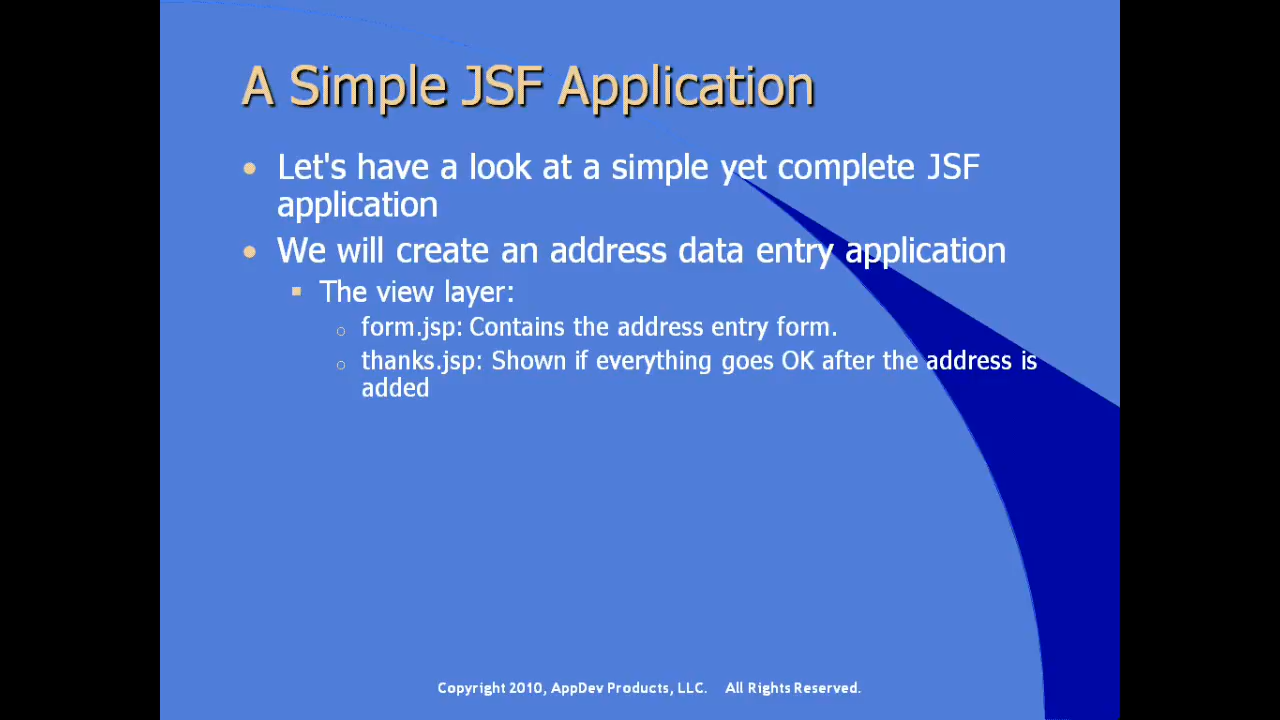 A Simple JSF Application
Let's have a look at a simple yet complete JSF
application
We will create an address data entry application
The view layer:
form.jsp: Contains the address entry form.
thanks.jsp: Shown if everything goes OK after the address is
added
Copyright 2010, AppDev Products, LLC. All Rights Reserved.